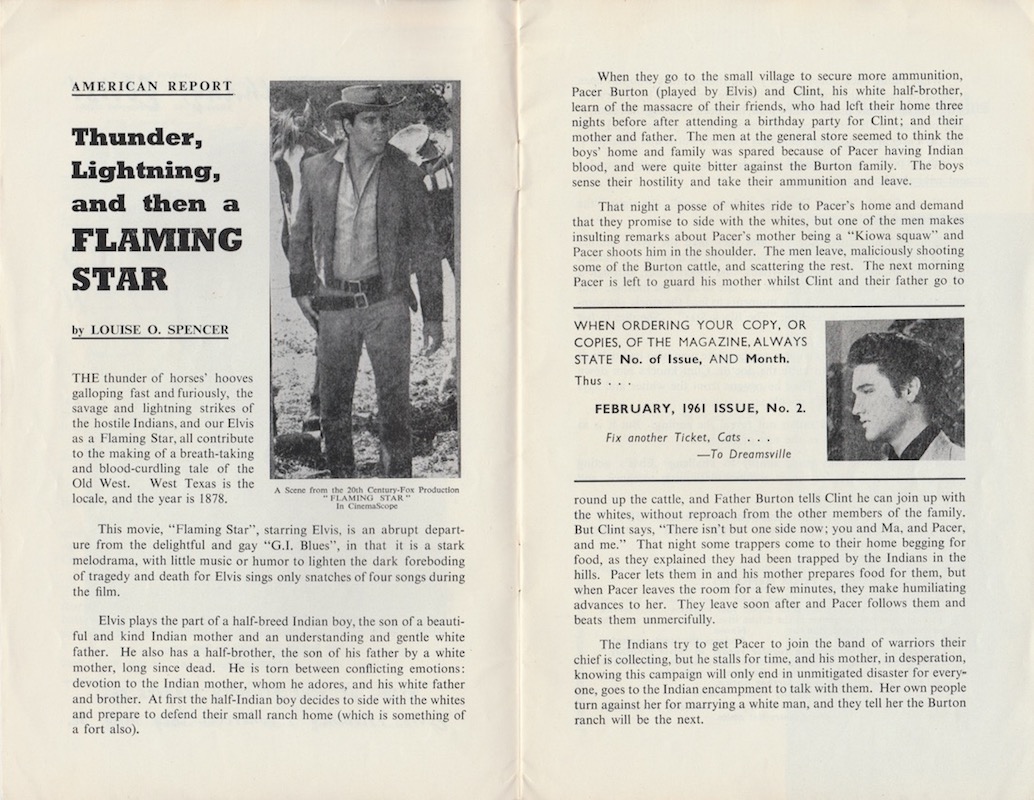 AMERICAN REPORT
Thunder,
Lightning,
and then a
FLAMING
STAR
by LOUISE O. SPENCER
THE thunder of horses' hooves
galloping fast and furiously, the
savage and lightning strikes of
the hostile Indians, and our Elvis
as a Flaming Star, all contribute
to the making of a breath-taking
and blood-curdling tale of the
Old West. West Texas is the
locale, and the year is 1878.
A Scene from the 20th Century-Fox Production
"FLAMING STAR"
In CinemaScope
This movie, "Flaming Star", starring Elvis, is an abrupt depart-
ure from the delightful and gay "G.I. Blues", in that it is a stark
melodrama, with little music or humor to lighten the dark foreboding
of tragedy and death for Elvis sings only snatches of four songs during
the film.
Elvis plays the part of a half-breed Indian boy, the son of a beauti-
ful and kind Indian mother and an understanding and gentle white
father. He also has a half-brother, the son of his father by a white
mother, long since dead. He is torn between conflicting emotions:
devotion to the Indian mother, whom he adores, and his white father
and brother. At first the half-Indian boy decides to side with the whites
and prepare to defend their small ranch home (which is something of
a fort also).
When they go to the small village to secure more ammunition,
Pacer Burton (played by Elvis) and Clint, his white half-brother,
learn of the massacre of their friends, who had left their home three
nights before after attending a birthday party for Clint; and their
mother and father. The men at the general store seemed to think the
boys' home and family was spared because of Pacer having Indian
blood, and were quite bitter against the Burton family. The boys
sense their hostility and take their ammunition and leave.
That night a posse of whites ride to Pacer's home and demand
that they promise to side with the whites, but one of the men makes
insulting remarks about Pacer's mother being a "Kiowa squaw" and
Pacer shoots him in the shoulder. The men leave, maliciously shooting
some of the Burton cattle, and scattering the rest. The next morning
Pacer is left to guard his mother whilst Clint and their father go to
WHEN ORDERING YOUR COPY, OR
COPIES, OF THE MAGAZINE, ALWAYS
STATE No. of Issue, AND Month.
Thus . . .
FEBRUARY, 1961 ISSUE, No. 2.
Fix another Ticket, Cats . . .
—To Dreamsville
round up the cattle, and Father Burton tells Clint he can join up with
the whites, without reproach from the other members of the family.
But Clint says, "There isn't but one side now; you and Ma, and Pacer,
and me." That night some trappers come to their home begging for
food, as they explained they had been trapped by the Indians in the
hills. Pacer lets them in and his mother prepares food for them, but
when Pacer leaves the room for a few minutes, they make humiliating
advances to her. They leave soon after and Pacer follows them and
beats them unmercifully.
The Indians try to get Pacer to join the band of warriors their
chief is collecting, but he stalls for time, and his mother, in desperation,
knowing this campaign will only end in unmitigated disaster for every-
one, goes to the Indian encampment to talk with them. Her own people
turn against her for marrying a white man, and they tell her the Burton
ranch will be the next.